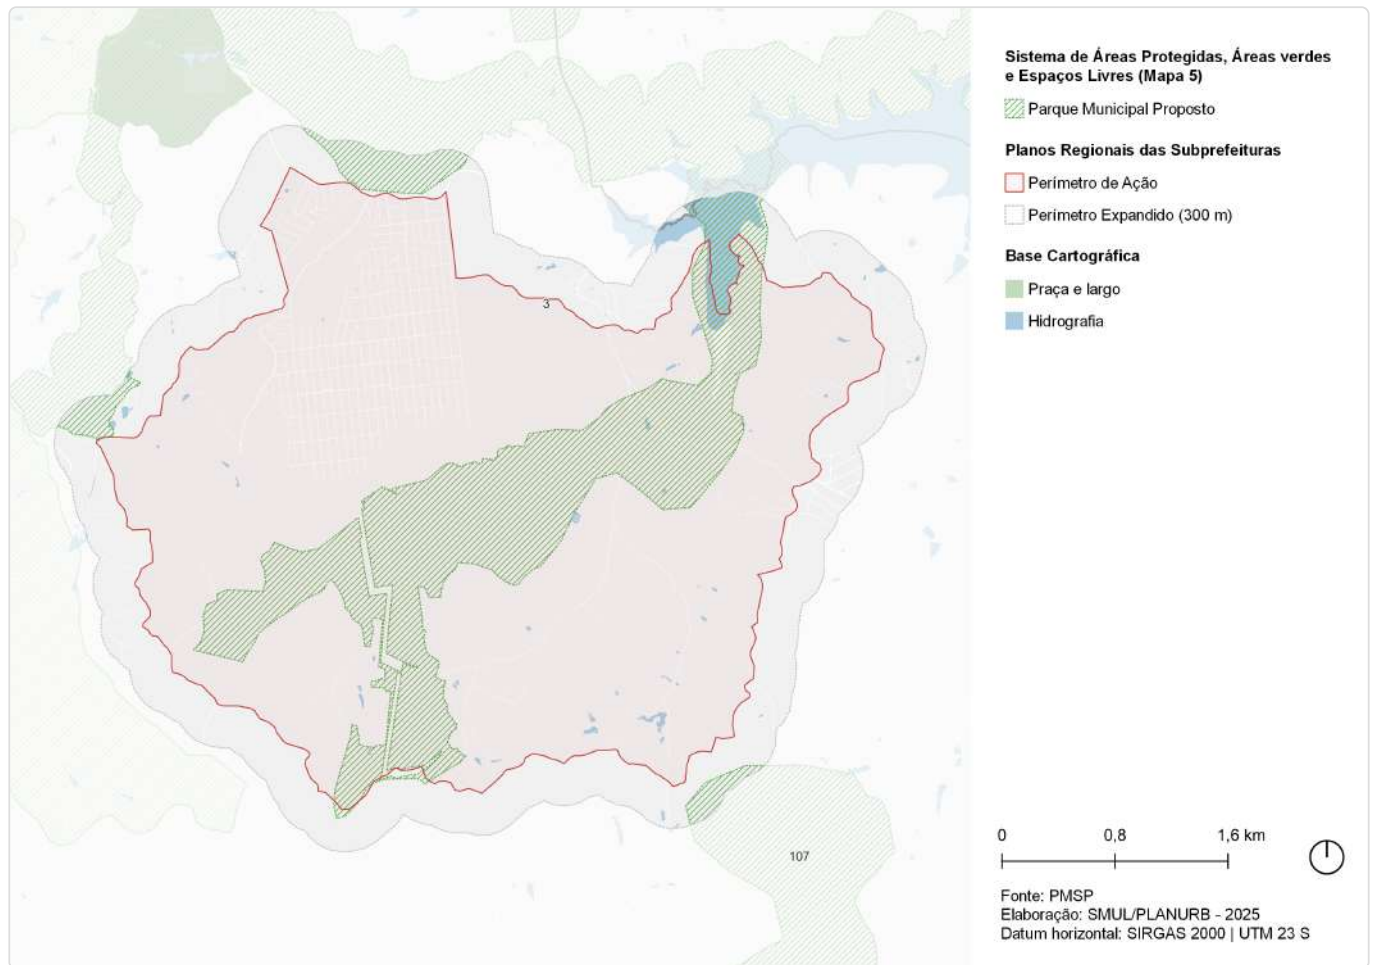 Sistema de Áreas Protegidas, Áreas verdes
e Espaços Livres (Mapa 5)
Parque Municipal Proposto
Planos Regionais das Subprefeituras
Perímetro de Ação
Perímetro Expandido (300 m)
Base Cartográfica
Praça e largo
Hidrografia
3
107
0 0,8 1,6 km
Fonte: PMSP
Elaboração: SMUL/PLANURB - 2025
Datum horizontal: SIRGAS 2000 | UTM 23 S